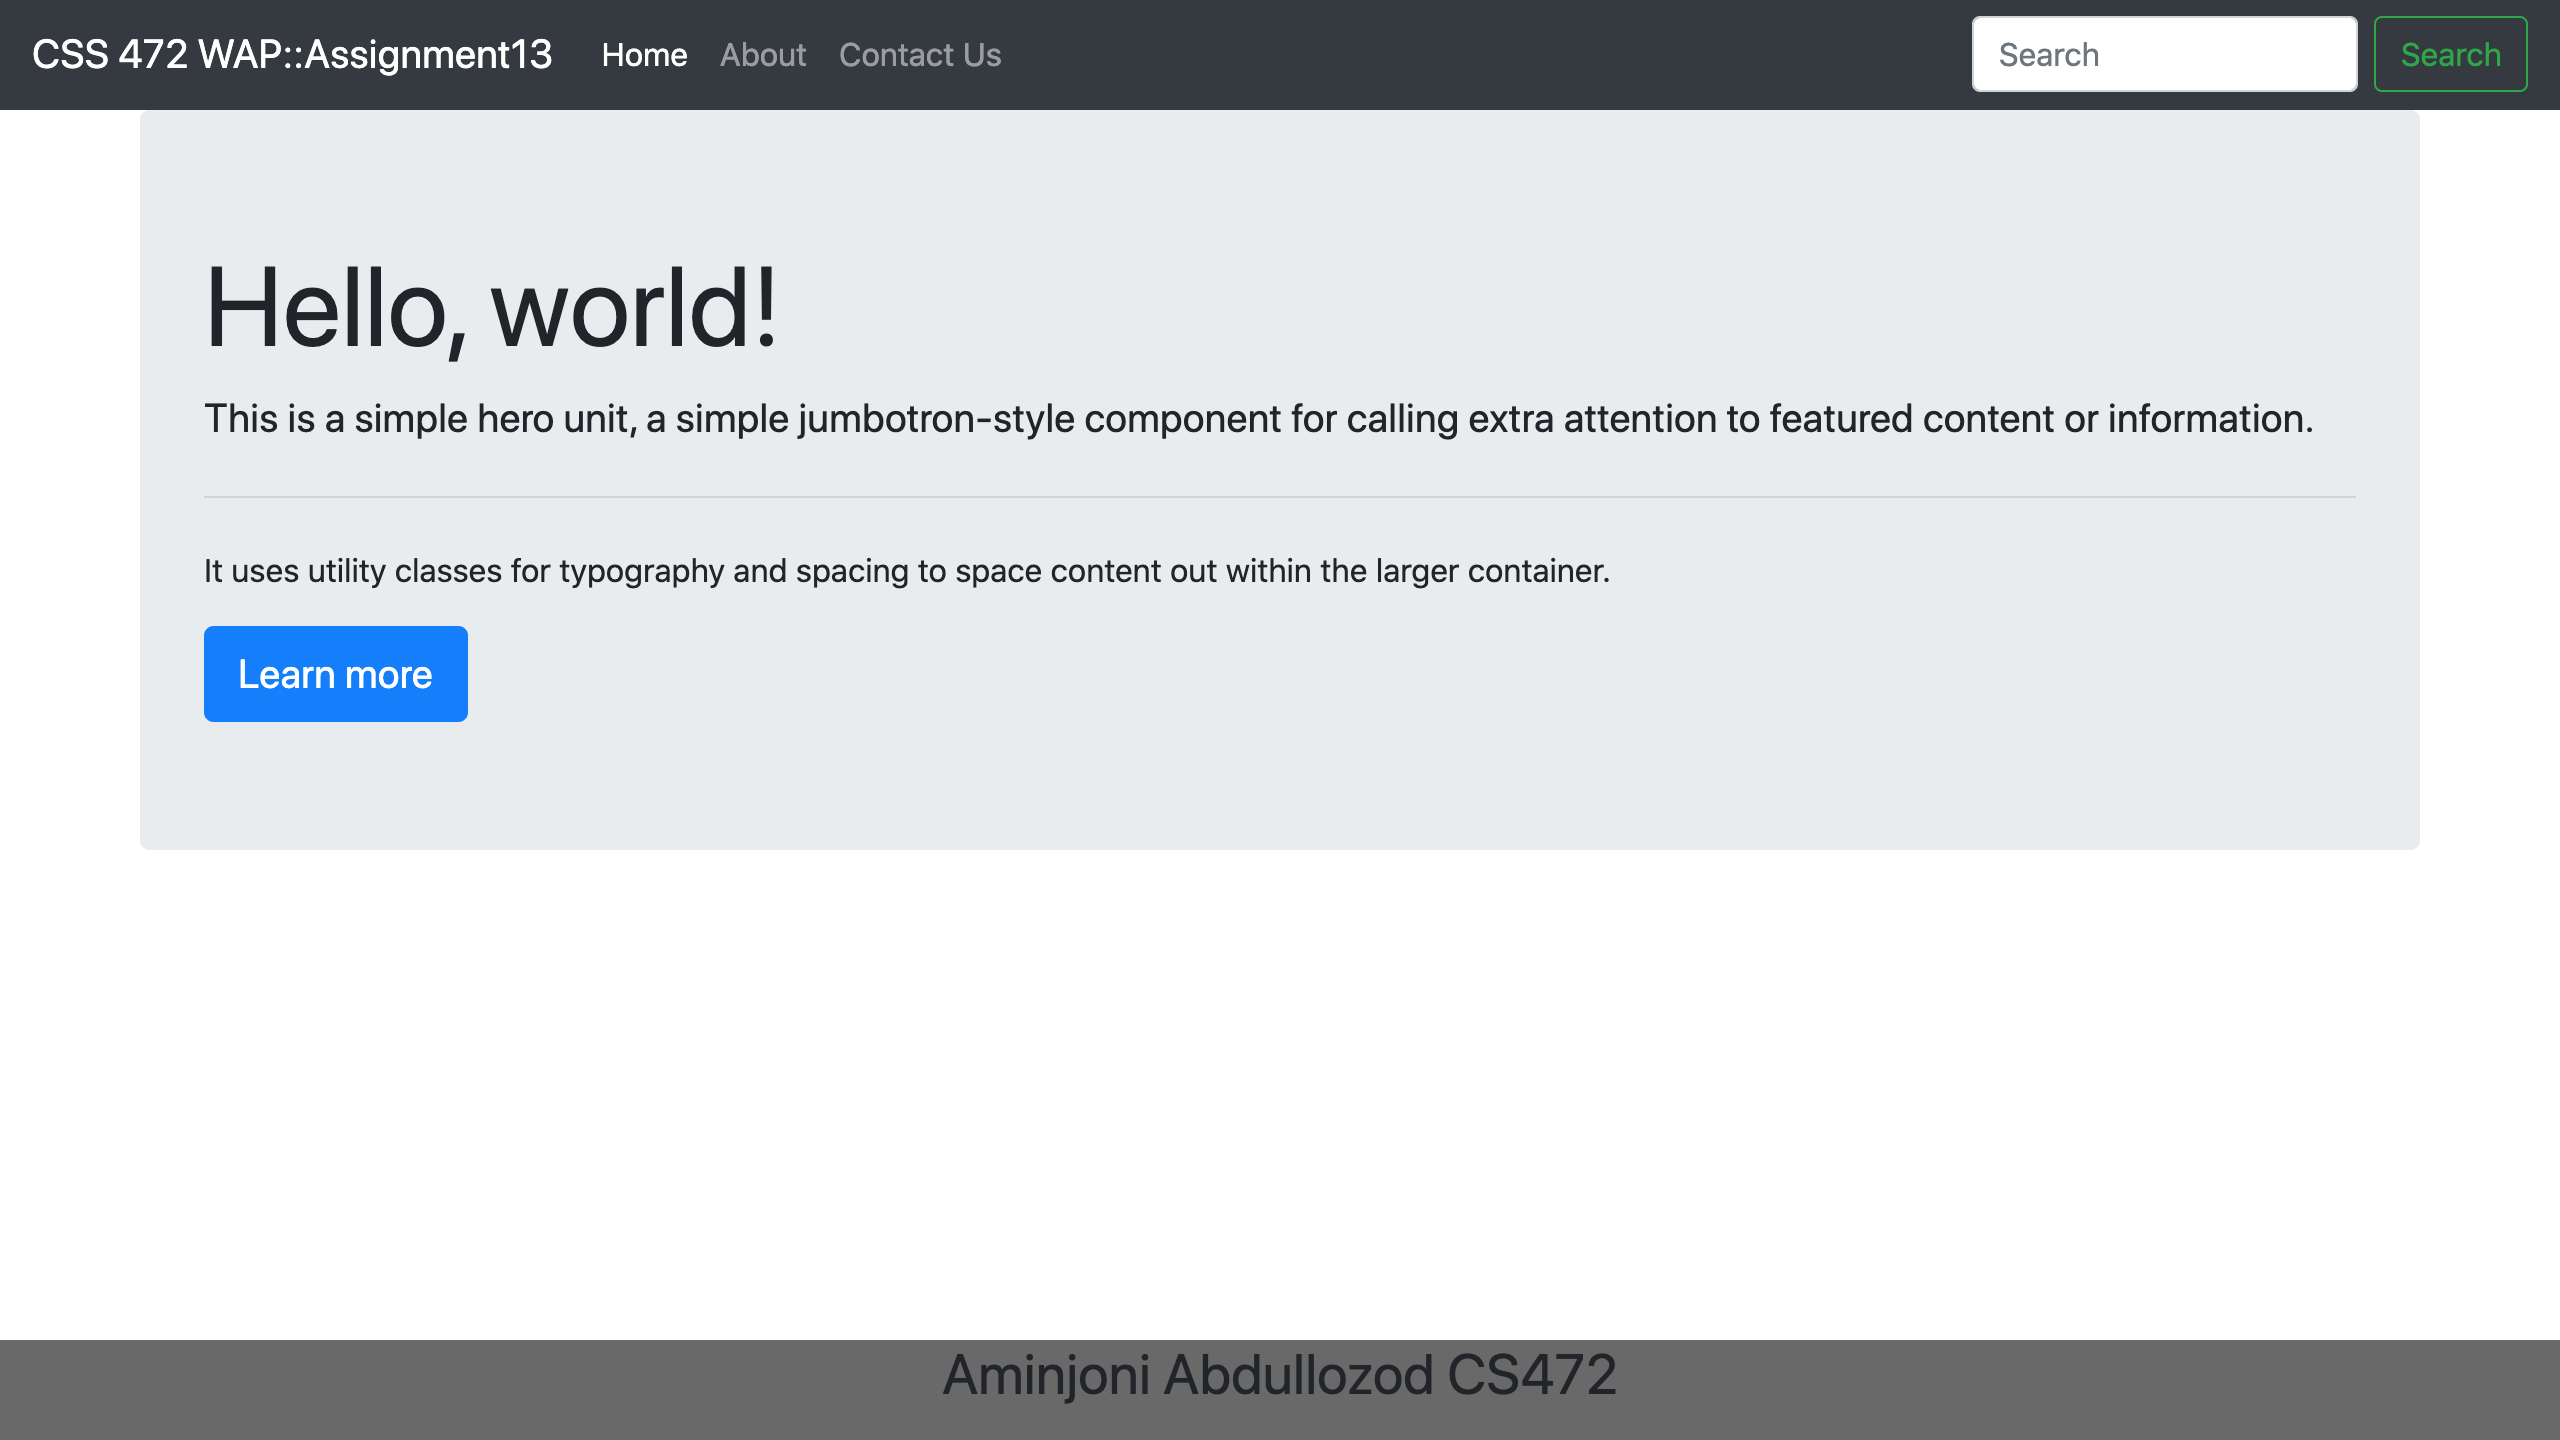 CSS 472 WAP::Assignment13 Home About Contact Us Search Search
Hello, world!
This is a simple hero unit, a simple jumbotron-style component for calling extra attention to featured content or information.
It uses utility classes for typography and spacing to space content out within the larger container.
Learn more
Aminjoni Abdullozod CS472